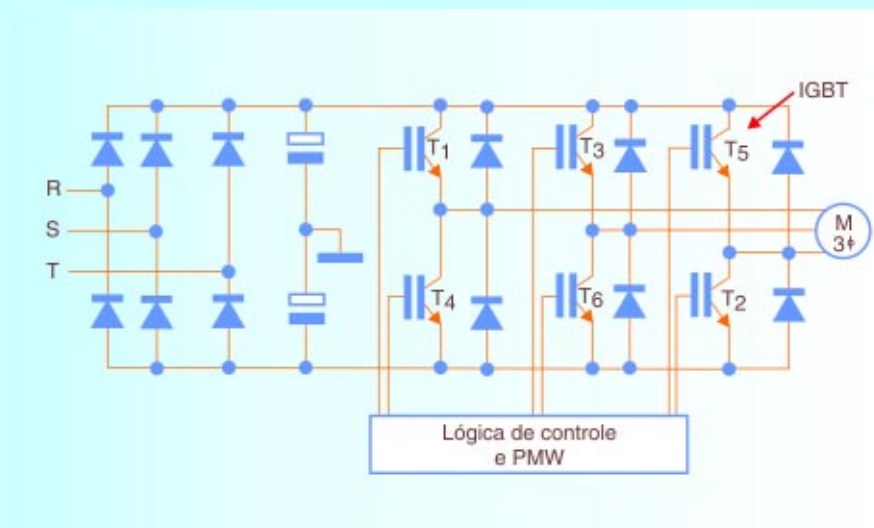 IGBT
T1
T3
T5
R
S
T
M
3ϕ
T4
T6
T2
Lógica de controle
e PMW